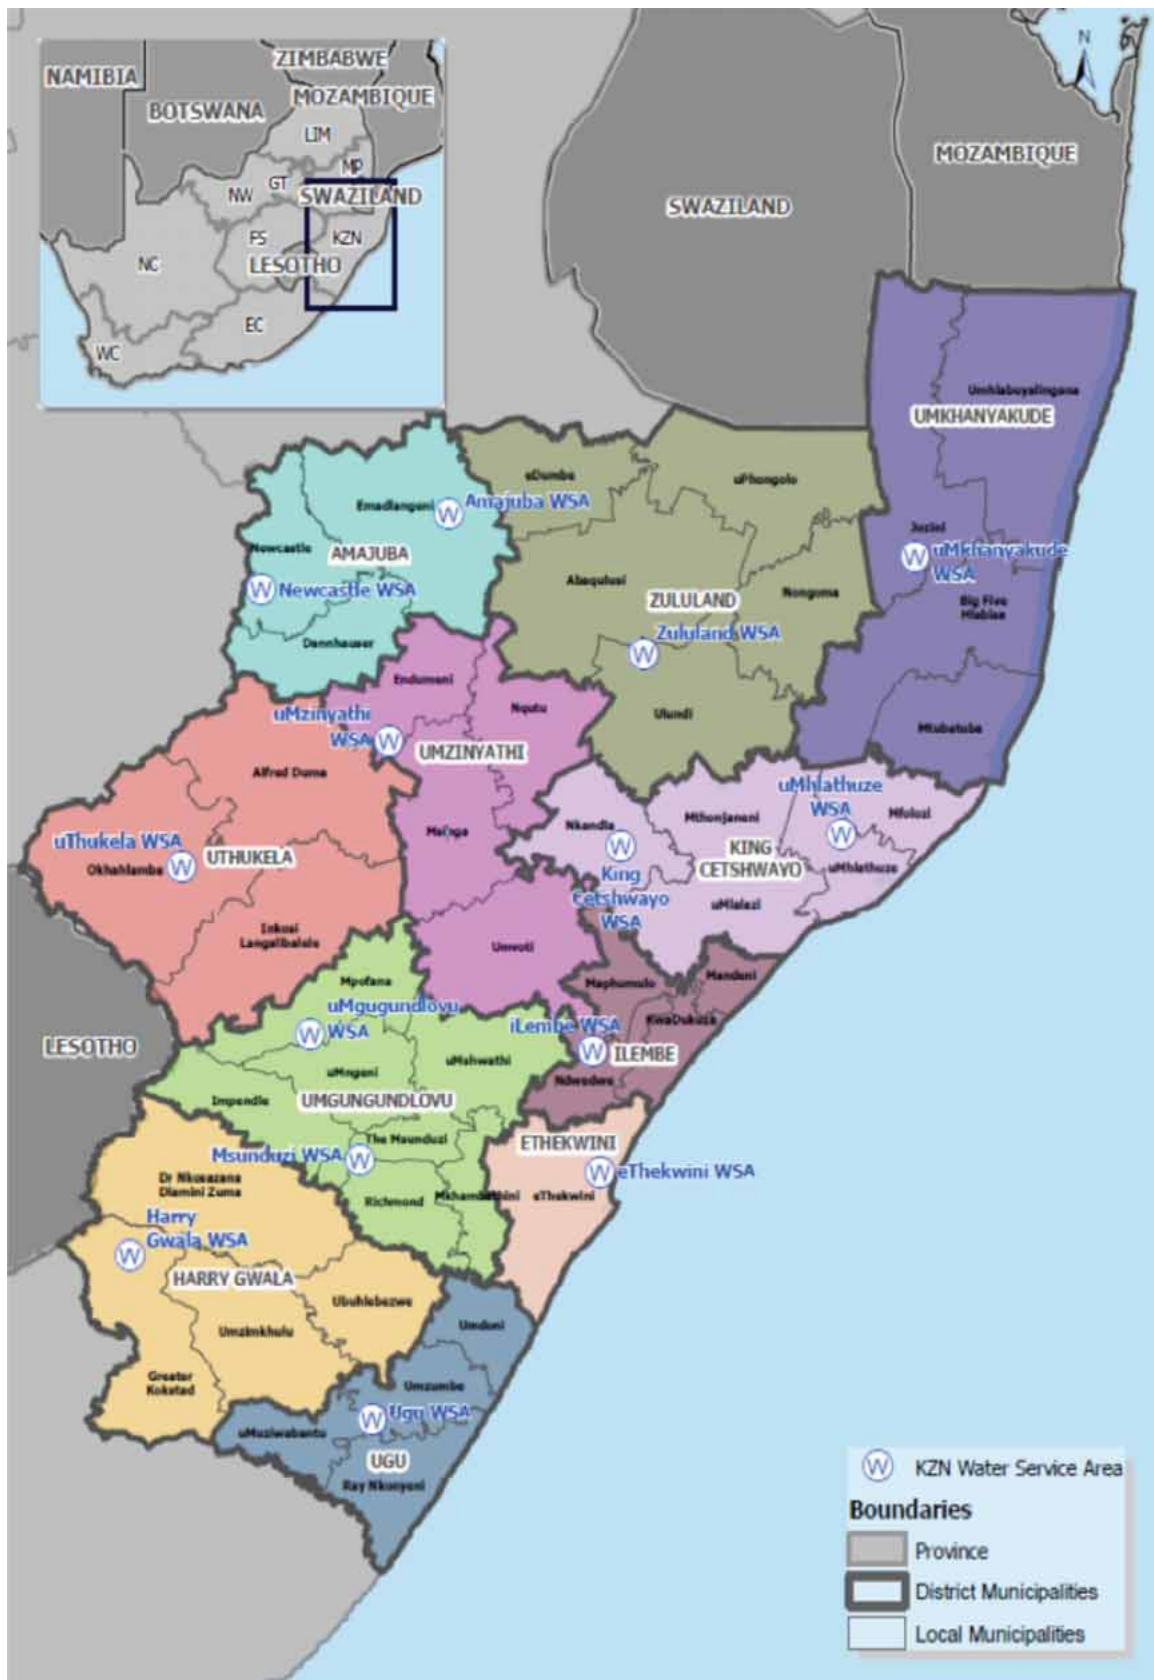 N
NAMIBIA
ZIMBABWE
BOTSWANA
MOZAMBIQUE
LIM
MP
GT
NW
SWAZILAND
FS
KZN
NC
LESOTHO
EC
WC
MOZAMBIQUE
SWAZILAND
Umhlabuyalingana
UMKHANYAKUDE
eDumbe
uPhongolo
Emadlangeni
Amajuba WSA
Newcastle
AMAJUBA
Jozini
uMkhanyakude
WSA
Abaqulusi
Newcastle WSA
ZULULAND
Nongoma
Big Five
Hlabisa
Zululand WSA
Dannhauser
Endumeni
Nqutu
Ulundi
Mtubatuba
uMzinyathi
WSA
UMZINYATHI
Alfred Duma
uMhlathuze
WSA
Mfolozi
Mthonjaneni
Nkandla
Msinga
uThukela WSA
Okhahlamba
UTHUKELA
KING
CETSHWAYO
uMhlathuze
King
Cetshwayo
WSA
uMlalazi
Inkosi
Langalibalele
Umvoti
Mpofana
Maphumulo
Mandeni
uMgugundlovu
WSA
iLembe WSA
KwaDukuza
LESOTHO
ILEMBE
uMshwathi
uMngeni
Ndwedwe
Impendle
UMGUNGUNDLOVU
The Msunduzi
ETHEKWINI
Msunduzi WSA
eThekwini WSA
Dr Nkosazana
Dlamini Zuma
Richmond
Mkhambathini
eThekwini
Harry
Gwala WSA
HARRY GWALA
Ubuhlebezwe
Umzimkhulu
Umdoni
Greater
Kokstad
Umzumbe
Ugu WSA
uMuziwabantu
UGU
Ray Nkonyeni
KZN Water Service Area
Boundaries
Province
District Municipalities
Local Municipalities